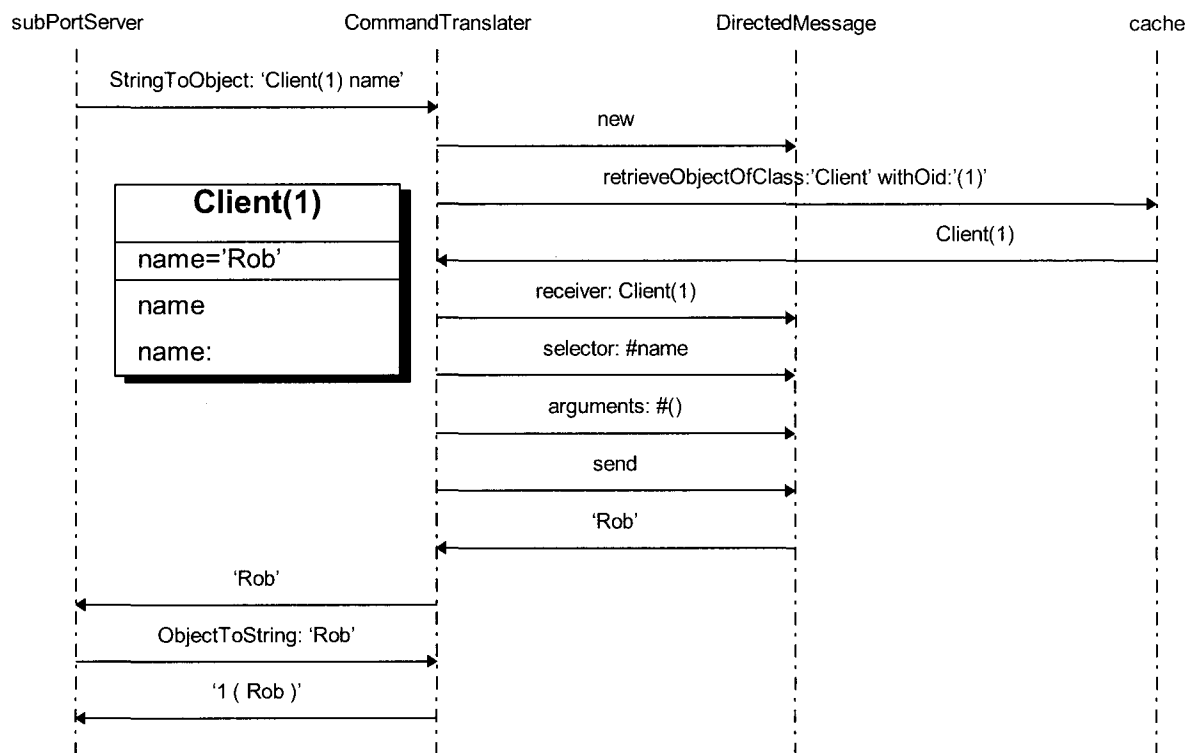 subPortServer
CommandTranslater
DirectedMessage
cache
StringToObject: ‘Client(1) name’
new
retrieveObjectOfClass:’Client’ withOid:’(1)’
Client(1)
Client(1)
name=’Rob’
name
name:
receiver: Client(1)
selector: #name
arguments: #()
send
‘Rob’
‘Rob’
ObjectToString: ‘Rob’
‘1 ( Rob )’